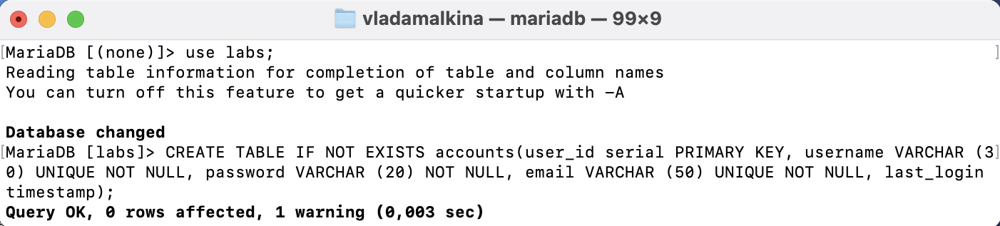 vladamalkina — mariadb — 99×9
MariaDB [(none)]> use labs;
Reading table information for completion of table and column names
You can turn off this feature to get a quicker startup with -A
Database changed
MariaDB [labs]> CREATE TABLE IF NOT EXISTS accounts(user_id serial PRIMARY KEY, username VARCHAR (3
0) UNIQUE NOT NULL, password VARCHAR (20) NOT NULL, email VARCHAR (50) UNIQUE NOT NULL, last_login
timestamp);
Query OK, 0 rows affected, 1 warning (0,003 sec)